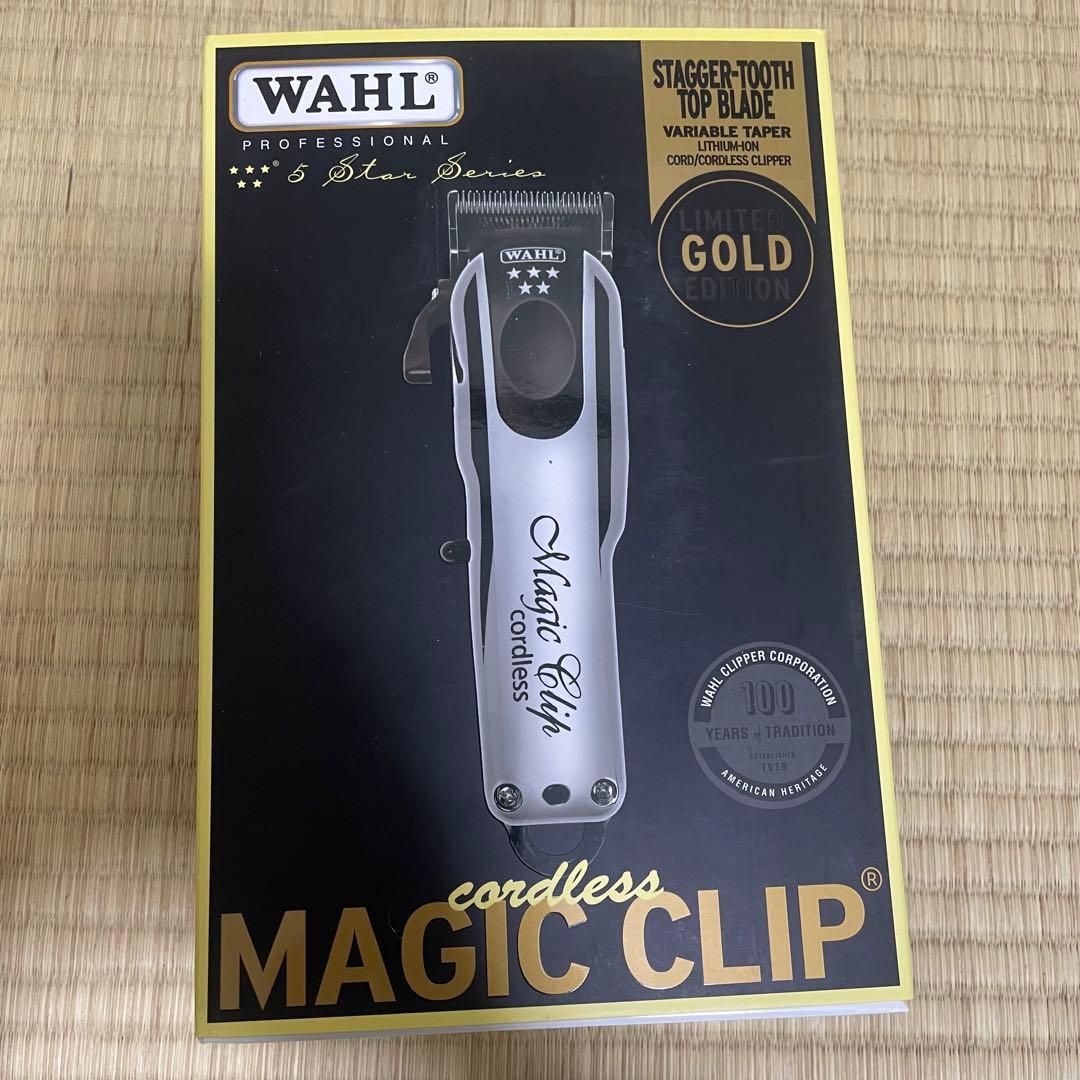 WAHL®
PROFESSIONAL
® 5 Star Series
STAGGER-TOOTH
TOP BLADE
VARIABLE TAPER
LITHIUM-ION
CORD/CORDLESS CLIPPER
LIMITED
GOLD
EDITION
WAHL®
Magic Clip
cordless
WAHL CLIPPER CORPORATION
100
YEARS of TRADITION
ESTABLISHED
1919
AMERICAN HERITAGE
cordless
MAGIC CLIP®